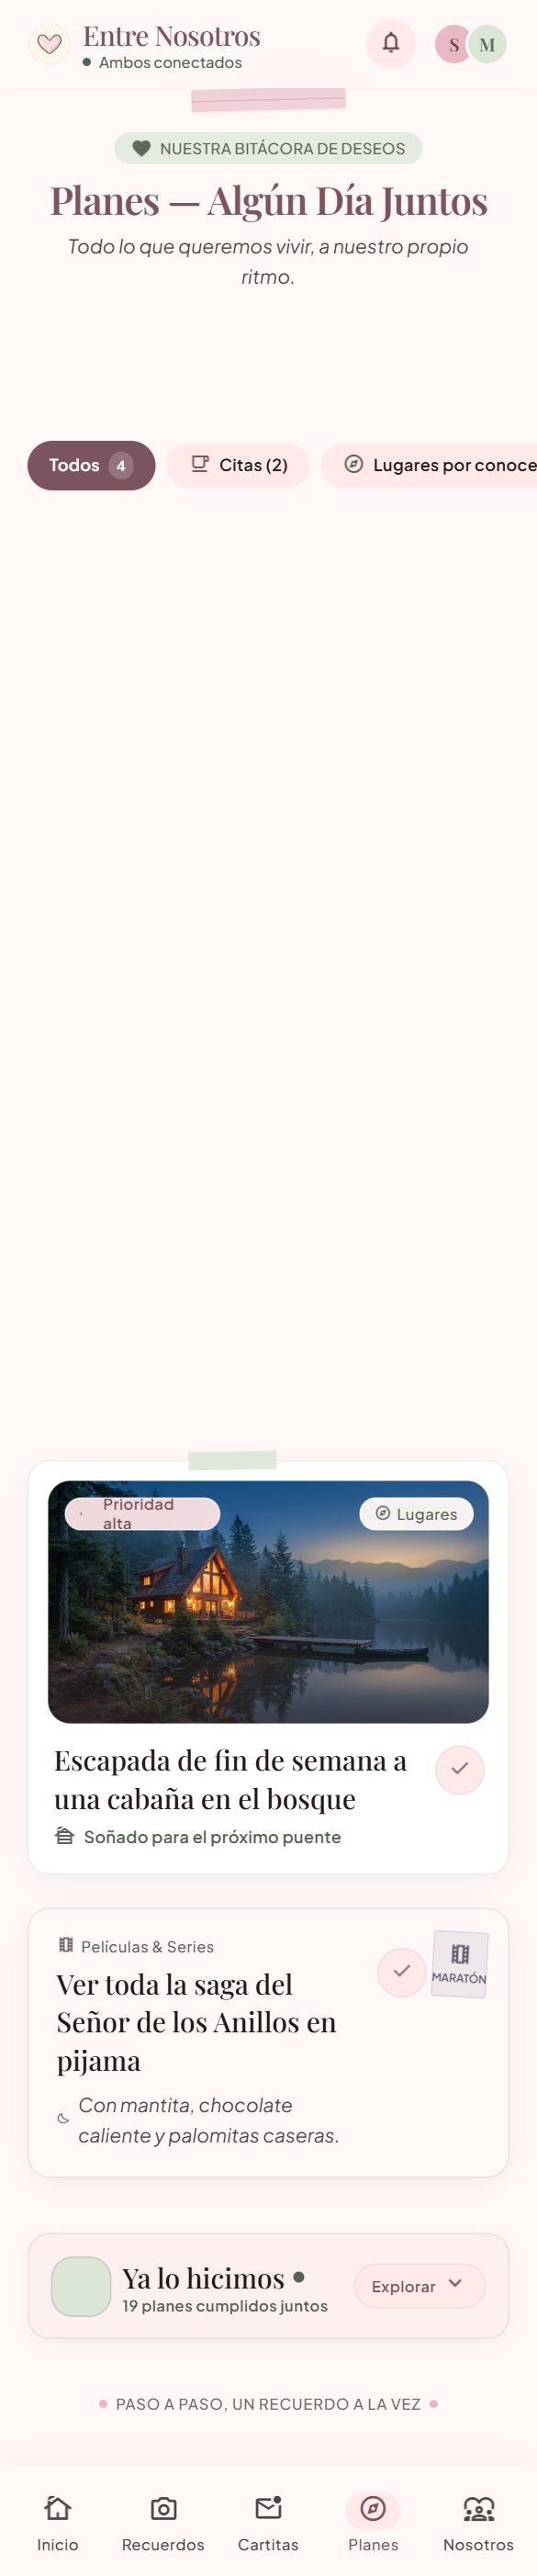 Entre Nosotros
Ambos conectados
S M
NUESTRA BITÁCORA DE DESEOS
Planes — Algún Día Juntos
Todo lo que queremos vivir, a nuestro propio
ritmo.
Todos 4
Citas (2)
Lugares por conoce
Prioridad
alta
Lugares
Escapada de fin de semana a
una cabaña en el bosque
Soñado para el próximo puente
Películas & Series
MARATÓN
Ver toda la saga del
Señor de los Anillos en
pijama
Con mantita, chocolate
caliente y palomitas caseras.
Ya lo hicimos
19 planes cumplidos juntos
Explorar
PASO A PASO, UN RECUERDO A LA VEZ
Inicio
Recuerdos
Cartitas
Planes
Nosotros